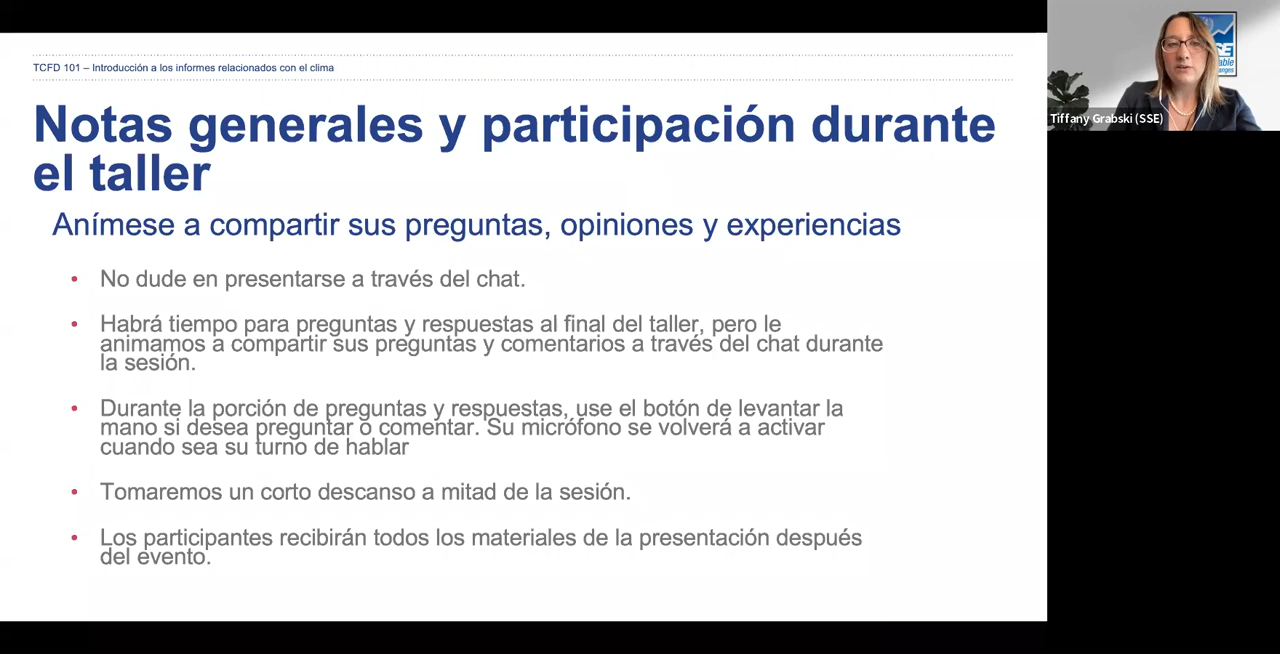 TCFD 101 – Introducción a los informes relacionados con el clima
Notas generales y participación durante
el taller
Anímese a compartir sus preguntas, opiniones y experiencias
• No dude en presentarse a través del chat.
• Habrá tiempo para preguntas y respuestas al final del taller, pero le
animamos a compartir sus preguntas y comentarios a través del chat durante
la sesión.
• Durante la porción de preguntas y respuestas, use el botón de levantar la
mano si desea preguntar o comentar. Su micrófono se volverá a activar
cuando sea su turno de hablar
• Tomaremos un corto descanso a mitad de la sesión.
• Los participantes recibirán todos los materiales de la presentación después
del evento.
Tiffany Grabski (SSE)